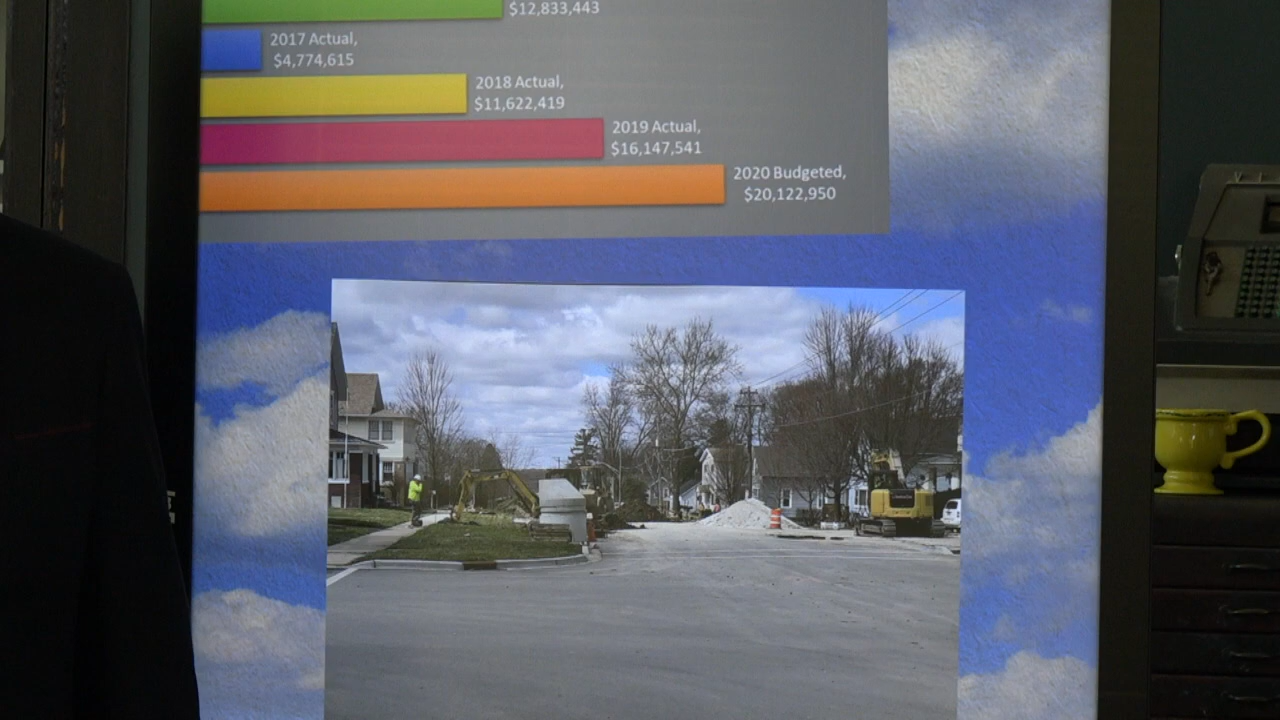 $12,833,443
2017 Actual,
$4,774,615
2018 Actual,
$11,622,419
2019 Actual,
$16,147,541
2020 Budgeted,
$20,122,950